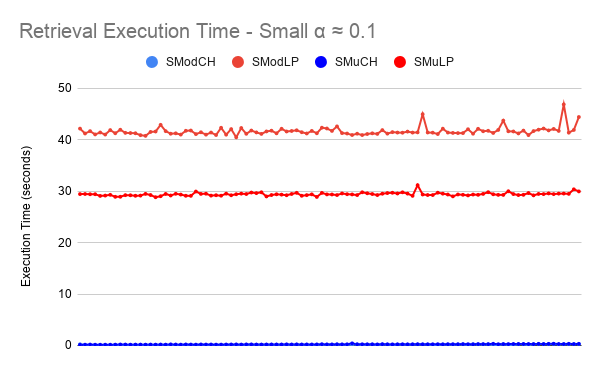 Retrieval Execution Time - Small α ≈ 0.1
SModCH SModLP SMuCH SMuLP
Execution Time (seconds)
50
40
30
20
10
0